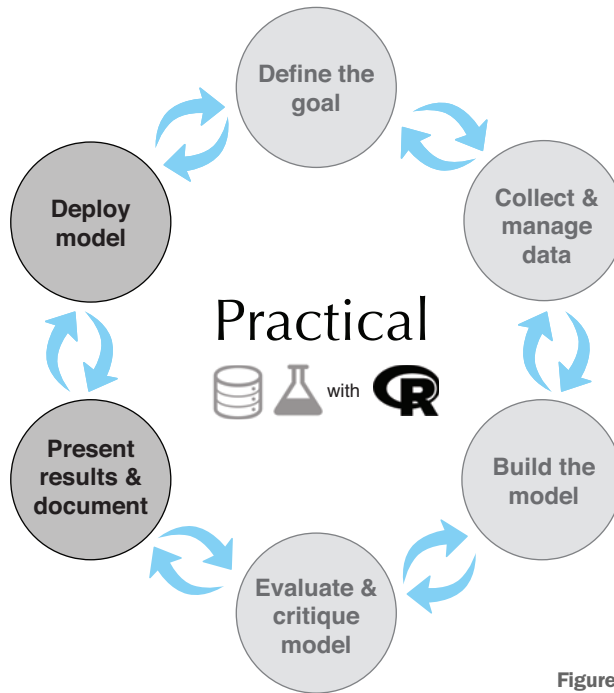 Define the
goal
Collect &
manage
data
Build the
model
Evaluate &
critique
model
Present
results &
document
Deploy
model
Practical
with R
Figure